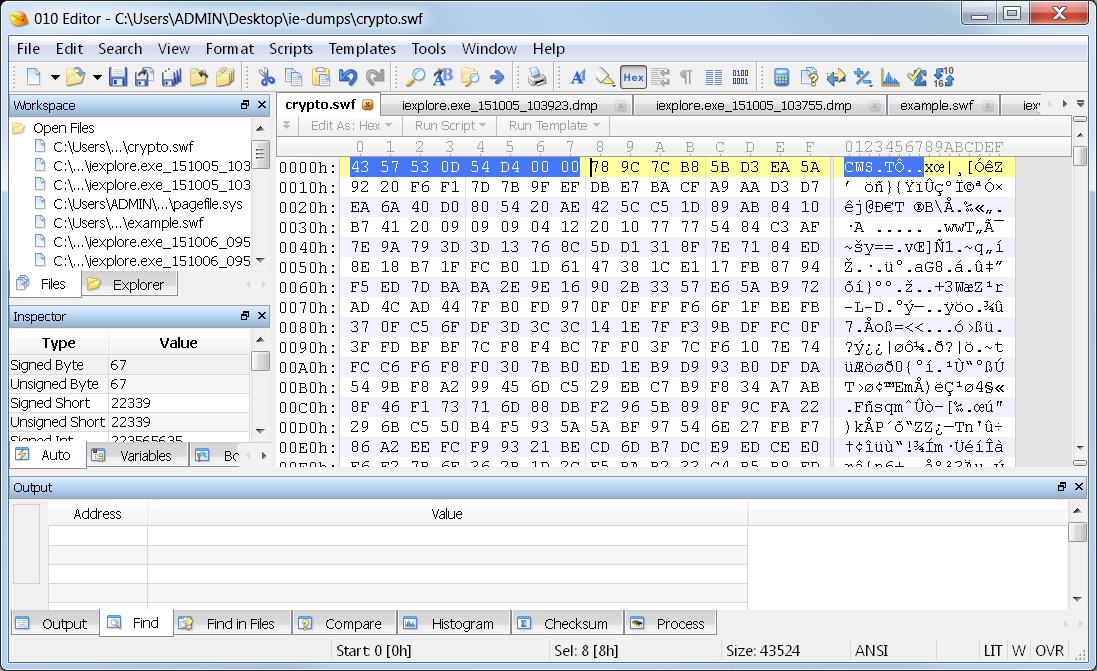 010 Editor - C:\Users\ADMIN\Desktop\ie-dumps\crypto.swf
File Edit Search View Format Scripts Templates Tools Window Help
Hex
Workspace
Open Files
C:\Users\...\crypto.swf
C:\...\iexplore.exe_151005_103
C:\...\iexplore.exe_151005_103
C:\Users\ADMIN\...\pagefile.sys
C:\Users\...\example.swf
C:\...\iexplore.exe_151006_095
C:\...\iexplore.exe_151006_095
Files Explorer
Inspector
Type Value
Signed Byte 67
Unsigned Byte 67
Signed Short 22339
Unsigned Short 22339
Signed Int 223565635
Auto Variables Bo
crypto.swf iexplore.exe_151005_103923.dmp iexplore.exe_151005_103755.dmp example.swf iex
Edit As: Hex Run Script Run Template
0 1 2 3 4 5 6 7 8 9 A B C D E F 0123456789ABCDEF
0000h: 43 57 53 0D 54 D4 00 00 78 9C 7C B8 5B D3 EA 5A CWS.TÔ..xœ|¸[ÓêZ
0010h: 92 20 F6 F1 7D 7B 9F EF DB E7 BA CF A9 AA D3 D7 ’ öñ}{ŸïÛçºÏ©ªÓ×
0020h: EA 6A 40 D0 80 54 20 AE 42 5C C5 1D 89 AB 84 10 êj@Ð€T ®B\Å.‰«„.
0030h: B7 41 20 09 09 09 04 12 20 10 77 77 54 84 C3 AF ·A ..... .wwT„Ã¯
0040h: 7E 9A 79 3D 3D 13 76 8C 5D D1 31 8F 7E 71 84 ED ~šy==.vŒ]Ñ1.~q„í
0050h: 8E 18 B7 1F FC B0 1D 61 47 38 1C E1 17 FB 87 94 Ž.·.ü°.aG8.á.û‡”
0060h: F5 ED 7D BA BA 2E 9E 16 90 2B 33 57 E6 5A B9 72 õí}ºº.ž..+3WæZ¹r
0070h: AD 4C AD 44 7F B0 FD 97 0F 0F FF F6 6F 1F BE FB -L-D.°ý—..ÿöo.¾û
0080h: 37 0F C5 6F DF 3D 3C 3C 14 1E 7F F3 9B DF FC 0F 7.Åoß=<<...ó›ßü.
0090h: 3F FD BF BF 7C F8 F4 BC 7F F0 3F 7C F6 10 7E 74 ?ý¿¿|øô¼.ð?|ö.~t
00A0h: FC C6 F6 F8 F0 30 7B B0 ED 1E B9 D9 93 B0 DF DA üÆöøð0{°í.¹Ù“°ßÚ
00B0h: 54 9B F8 A2 99 45 6D C5 29 EB C7 B9 F8 34 A7 AB T›ø¢™EmÅ)ëÇ¹ø4§«
00C0h: 8F 46 F1 73 71 6D 88 DB F2 96 5B 89 8F 9C FA 22 .FñsqmˆÛò–[‰.œú"
00D0h: 29 6B C5 50 B4 F5 93 5A 5A BF 97 54 6E 27 FB F7 )kÅP´õ“ZZ¿—Tn'û÷
00E0h: 86 A2 EE FC F9 93 21 BE CD 6D B7 DC E9 ED CE E0 †¢îüù“!¾Ím·ÜéíÎà
Output
Address Value
Output Find Find in Files Compare Histogram Checksum Process
Start: 0 [0h] Sel: 8 [8h] Size: 43524 ANSI LIT W OVR